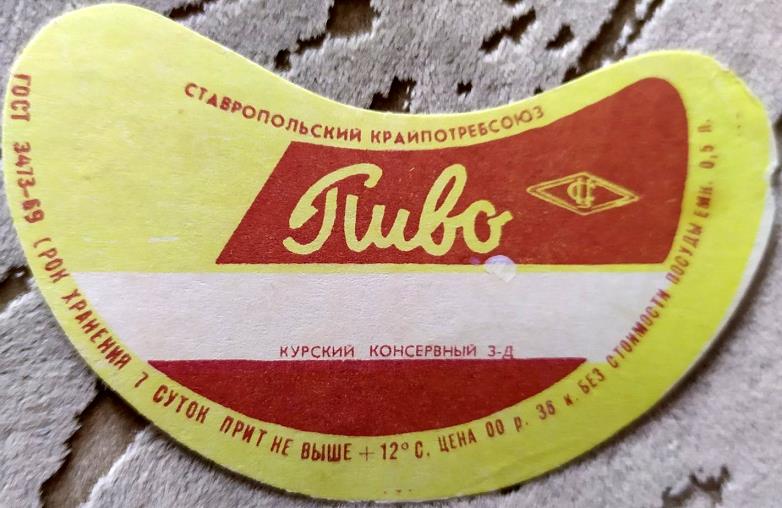 СТАВРОПОЛЬСКИЙ КРАЙПОТРЕБСОЮЗ
Пиво
КУРСКИЙ КОНСЕРВНЫЙ З-Д
ГОСТ 3473-69 СРОК ХРАНЕНИЯ 7 СУТОК ПРИ Т НЕ ВЫШЕ +12°С. ЦЕНА 00 р. 36 к. БЕЗ СТОИМОСТИ ПОСУДЫ ЕМК. 0,5 л.